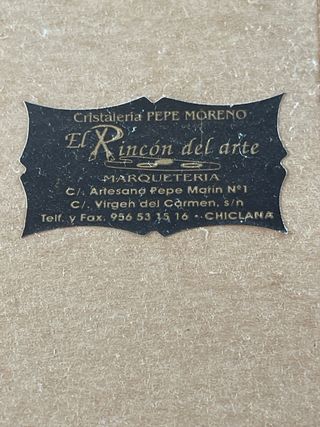 Cristalería PEPE MORENO
El Rincón del arte
MARQUETERIA
C/. Artesano Pepe Marín Nº1
C/. Virgen del Carmen, s/n
Telf. y Fax. 956 53 15 16 - CHICLANA